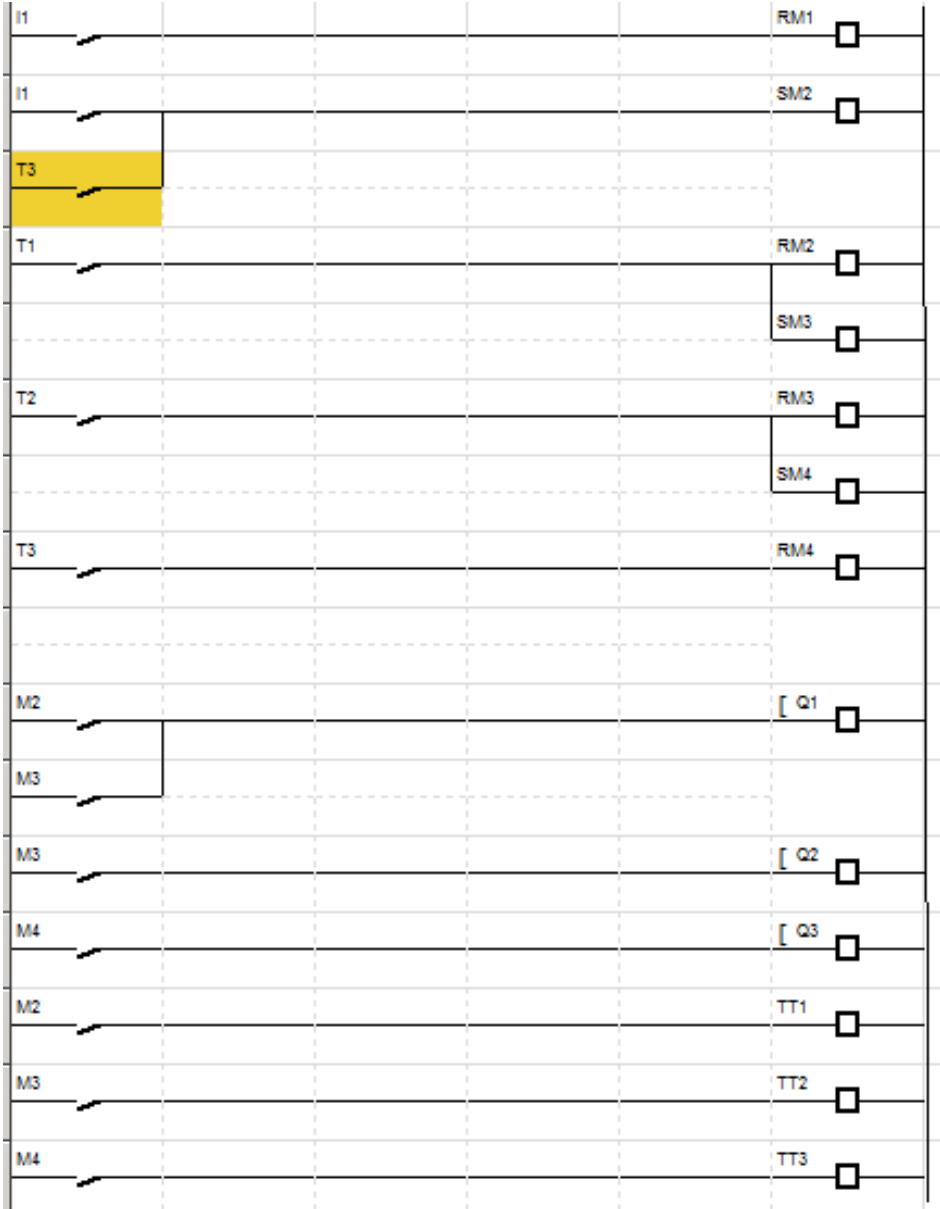 I1 RM1
I1 SM2
T3
T1 RM2
SM3
T2 RM3
SM4
T3 RM4
M2 [ Q1
M3
M3 [ Q2
M4 [ Q3
M2 TT1
M3 TT2
M4 TT3